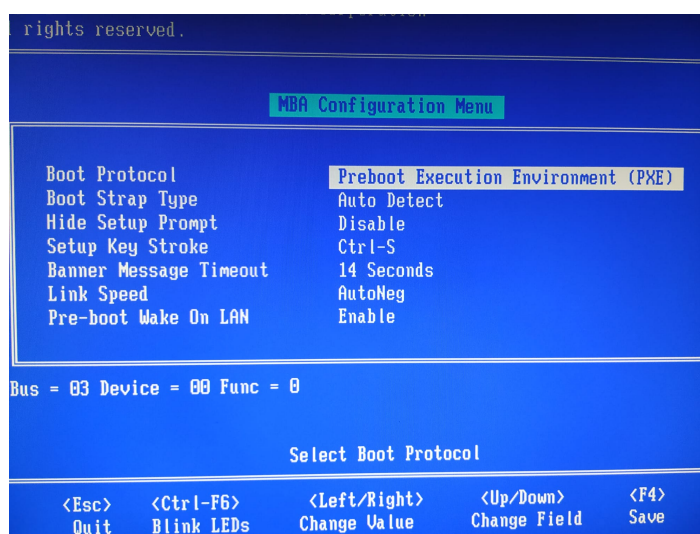 rights reserved.
MBA Configuration Menu
Boot Protocol Preboot Execution Environment (PXE)
Boot Strap Type Auto Detect
Hide Setup Prompt Disable
Setup Key Stroke Ctrl-S
Banner Message Timeout 14 Seconds
Link Speed AutoNeg
Pre-boot Wake On LAN Enable
Bus = 03 Device = 00 Func = 0
Select Boot Protocol
<Esc> <Ctrl-F6> <Left/Right> <Up/Down> <F4>
Quit Blink LEDs Change Value Change Field Save